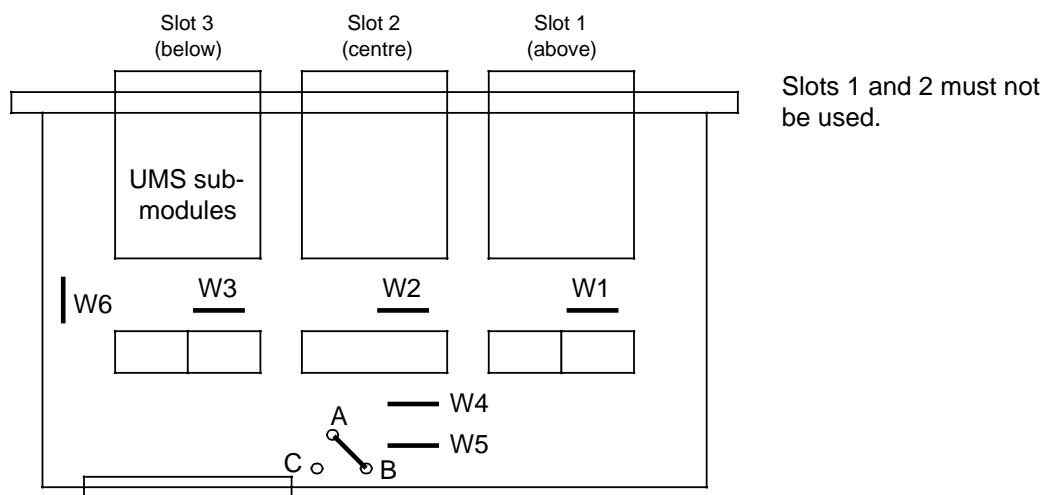 Slot 3
(below)
Slot 2
(centre)
Slot 1
(above)
Slots 1 and 2 must not
be used.
UMS sub-
modules
W6
W3
W2
W1
W4
A
W5
C
B